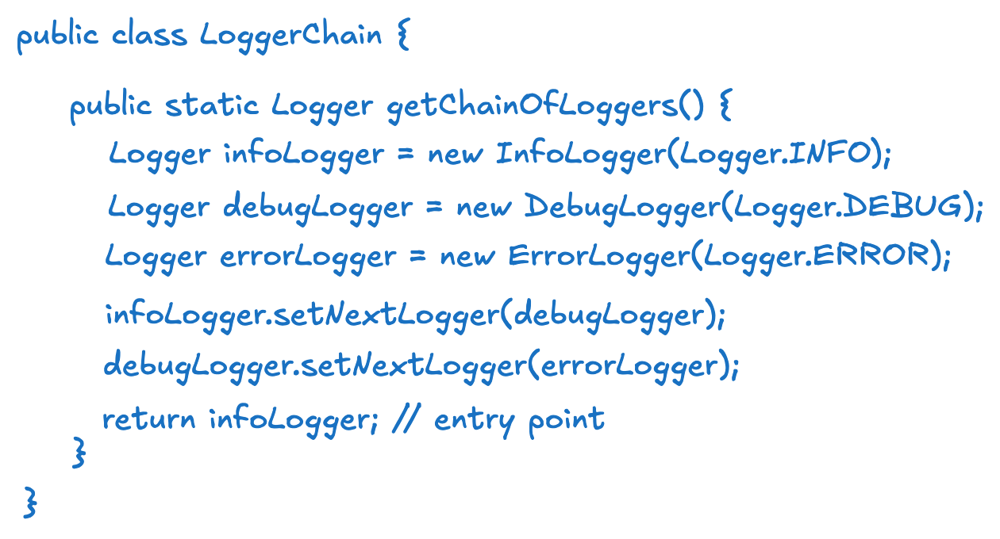 public class LoggerChain {
public static Logger getChainOfLoggers() {
Logger infoLogger = new InfoLogger(Logger.INFO);
Logger debugLogger = new DebugLogger(Logger.DEBUG);
Logger errorLogger = new ErrorLogger(Logger.ERROR);
infoLogger.setNextLogger(debugLogger);
debugLogger.setNextLogger(errorLogger);
return infoLogger; // entry point
}
}